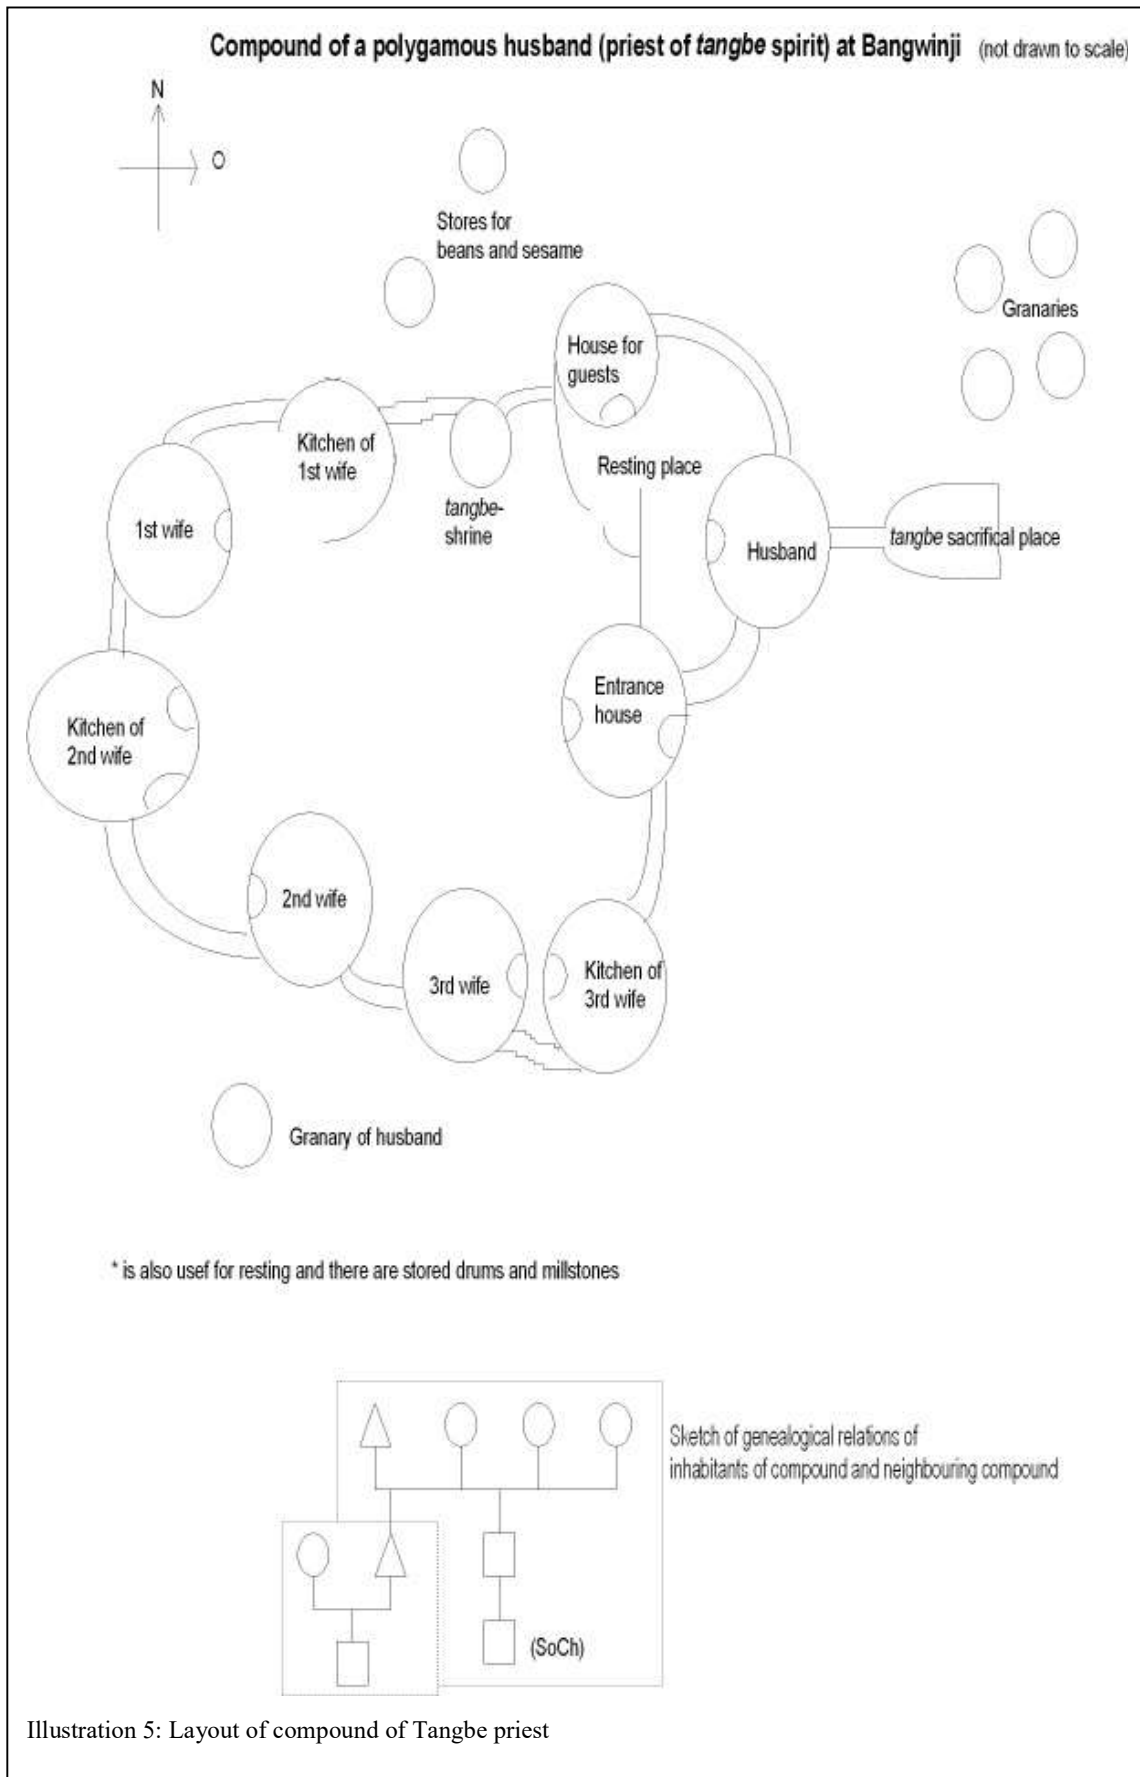 Compound of a polygamous husband (priest of tangbe spirit) at Bangwinji (not drawn to scale)
N
O
Stores for
beans and sesame
Granaries
House for
guests
Kitchen of
1st wife
Resting place
1st wife
tangbe-
shrine
Husband
tangbe sacrifical place
Entrance
house
Kitchen of
2nd wife
2nd wife
3rd wife
Kitchen of
3rd wife
Granary of husband
* is also usef for resting and there are stored drums and millstones
Sketch of genealogical relations of
inhabitants of compound and neighbouring compound
(SoCh)
Illustration 5: Layout of compound of Tangbe priest